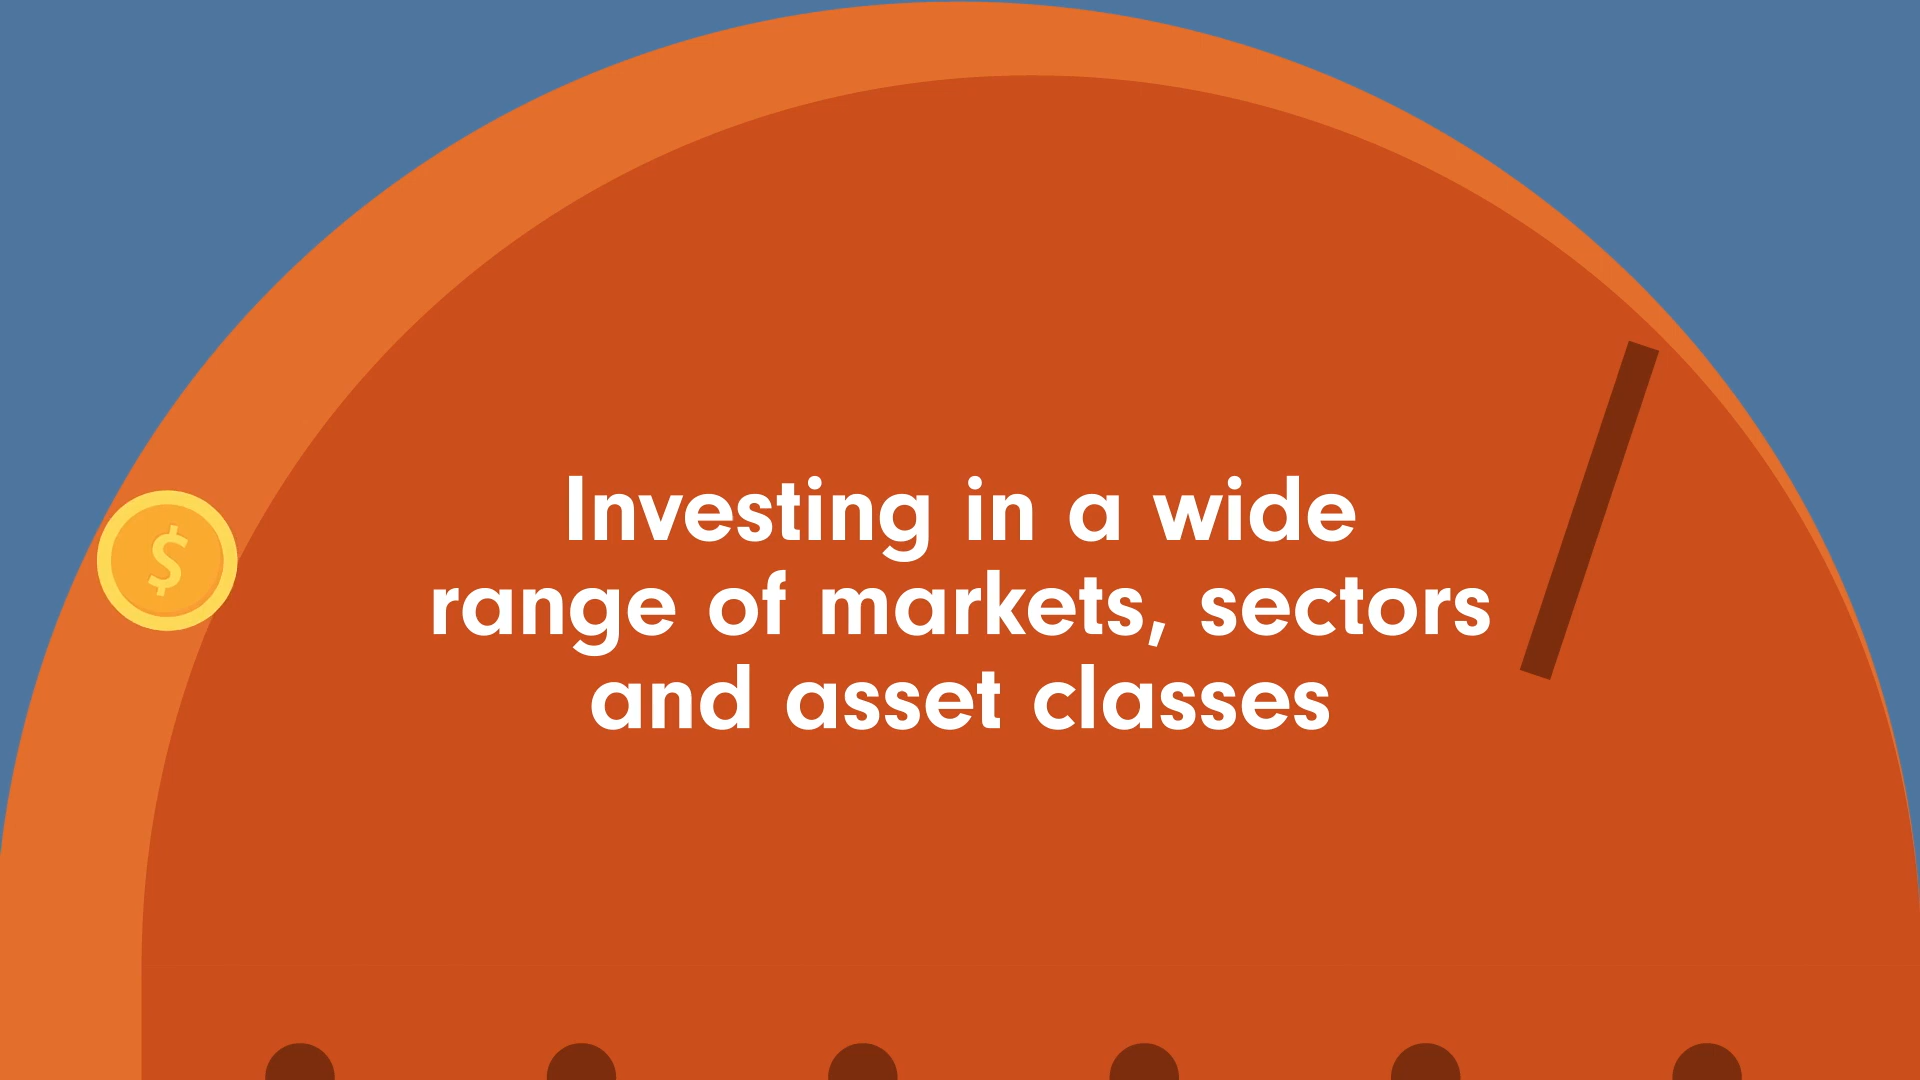 $
Investing in a wide
range of markets, sectors
and asset classes